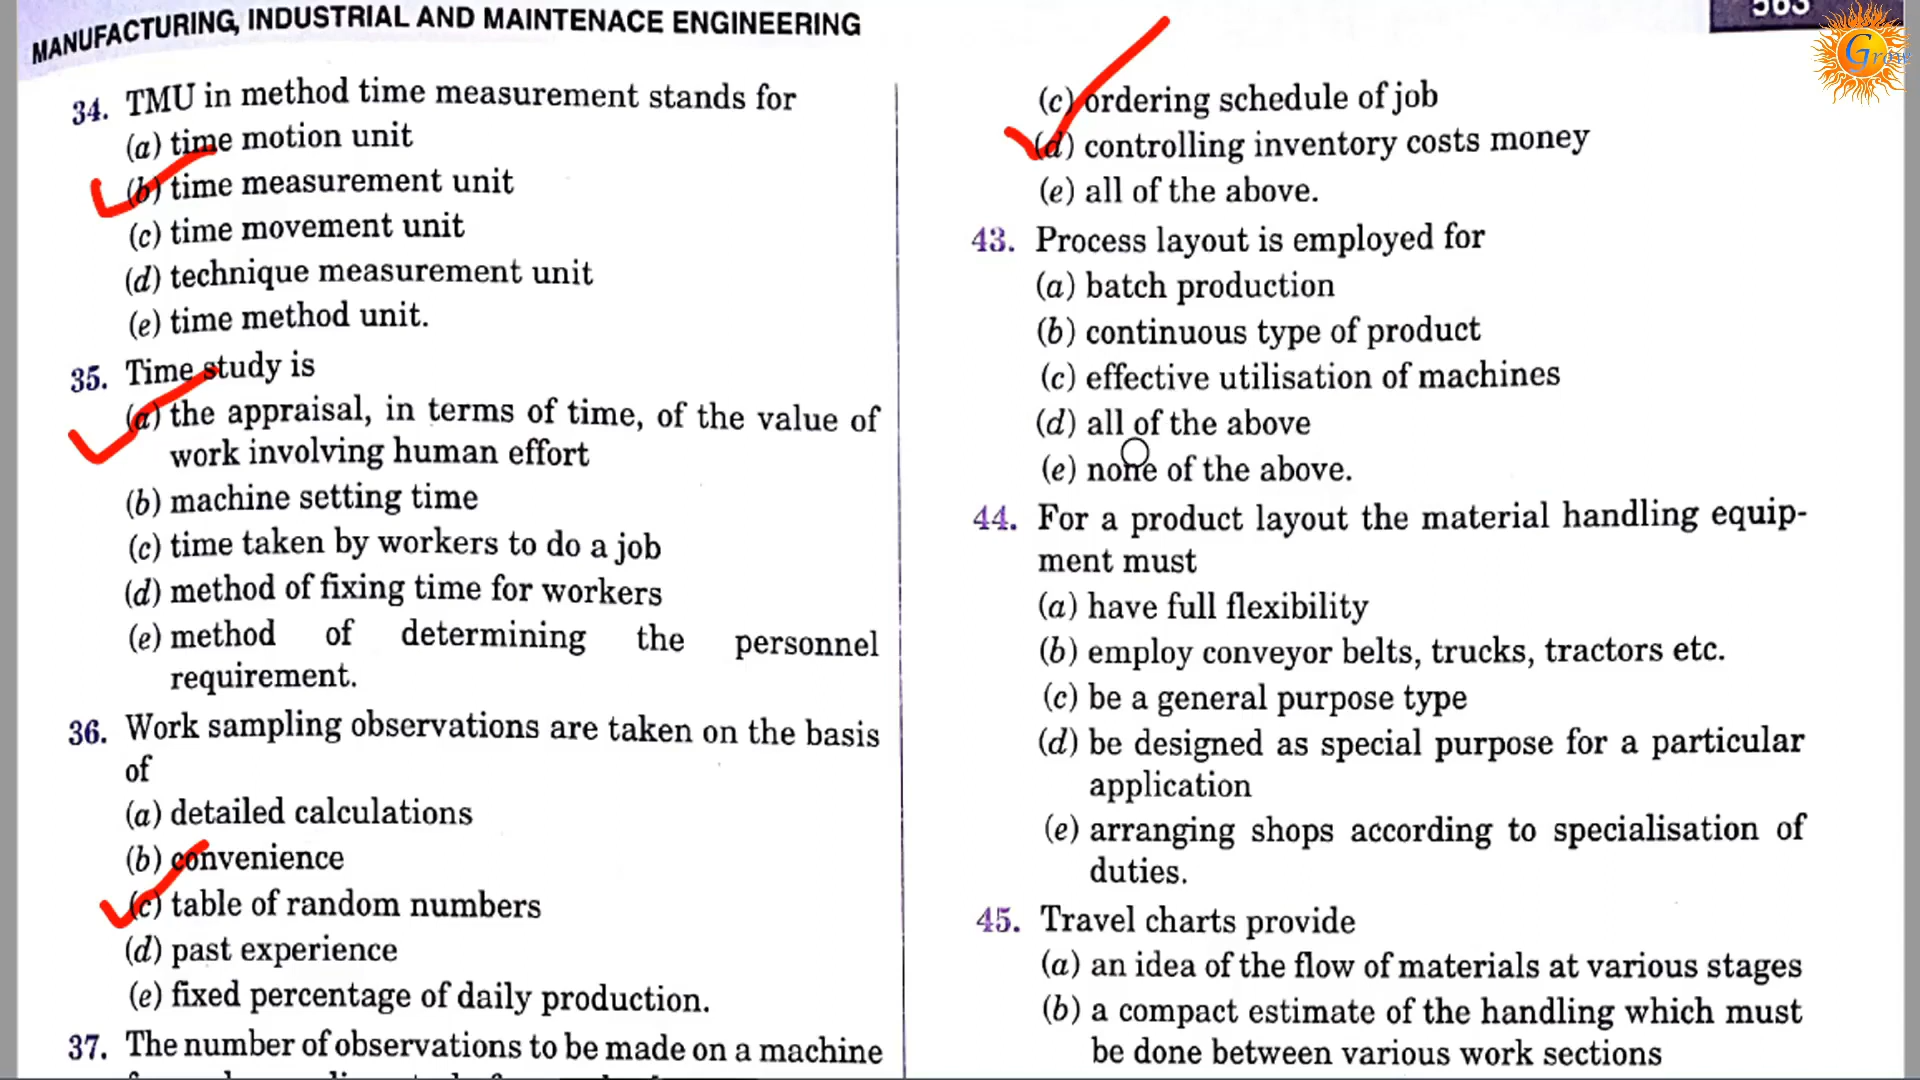 MANUFACTURING, INDUSTRIAL AND MAINTENACE ENGINEERING
34. TMU in method time measurement stands for
(a) time motion unit
(b) time measurement unit
(c) time movement unit
(d) technique measurement unit
(e) time method unit.
35. Time study is
(a) the appraisal, in terms of time, of the value of
work involving human effort
(b) machine setting time
(c) time taken by workers to do a job
(d) method of fixing time for workers
(e) method of determining the personnel
requirement.
36. Work sampling observations are taken on the basis
of
(a) detailed calculations
(b) convenience
(c) table of random numbers
(d) past experience
(e) fixed percentage of daily production.
37. The number of observations to be made on a machine
563
Grow
(c) ordering schedule of job
(d) controlling inventory costs money
(e) all of the above.
43. Process layout is employed for
(a) batch production
(b) continuous type of product
(c) effective utilisation of machines
(d) all of the above
(e) none of the above.
44. For a product layout the material handling equip-
ment must
(a) have full flexibility
(b) employ conveyor belts, trucks, tractors etc.
(c) be a general purpose type
(d) be designed as special purpose for a particular
application
(e) arranging shops according to specialisation of
duties.
45. Travel charts provide
(a) an idea of the flow of materials at various stages
(b) a compact estimate of the handling which must
be done between various work sections